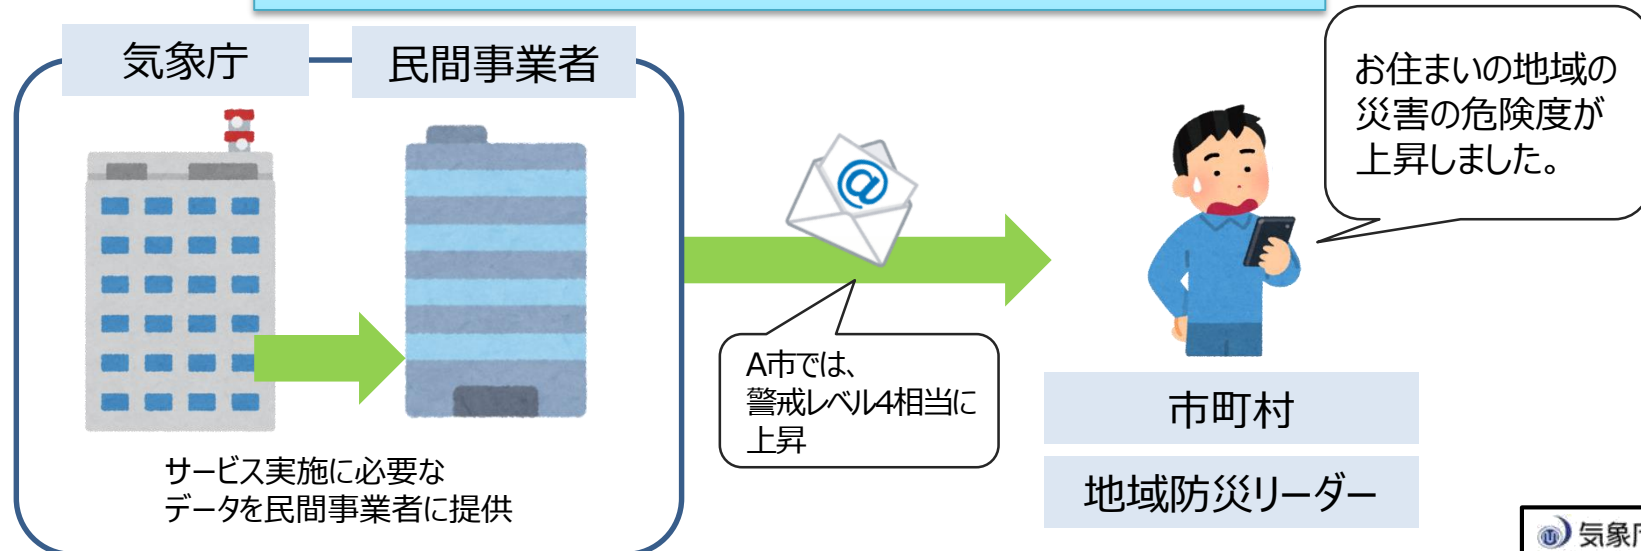 気象庁
民間事業者
お住まいの地域の
災害の危険度が
上昇しました。
A市では、
警戒レベル4相当に
上昇
サービス実施に必要な
データを民間事業者に提供
市町村
地域防災リーダー
気象庁